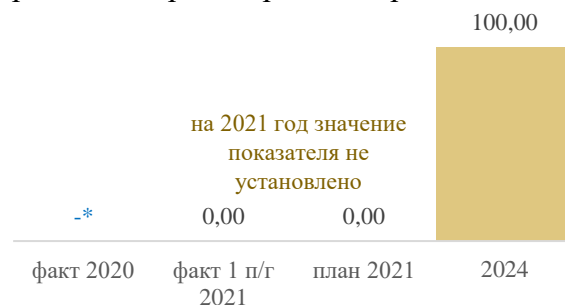 100,00
на 2021 год значение
показателя не
установлено
-*
0,00
0,00
факт 2020
факт 1 п/г
2021
план 2021
2024